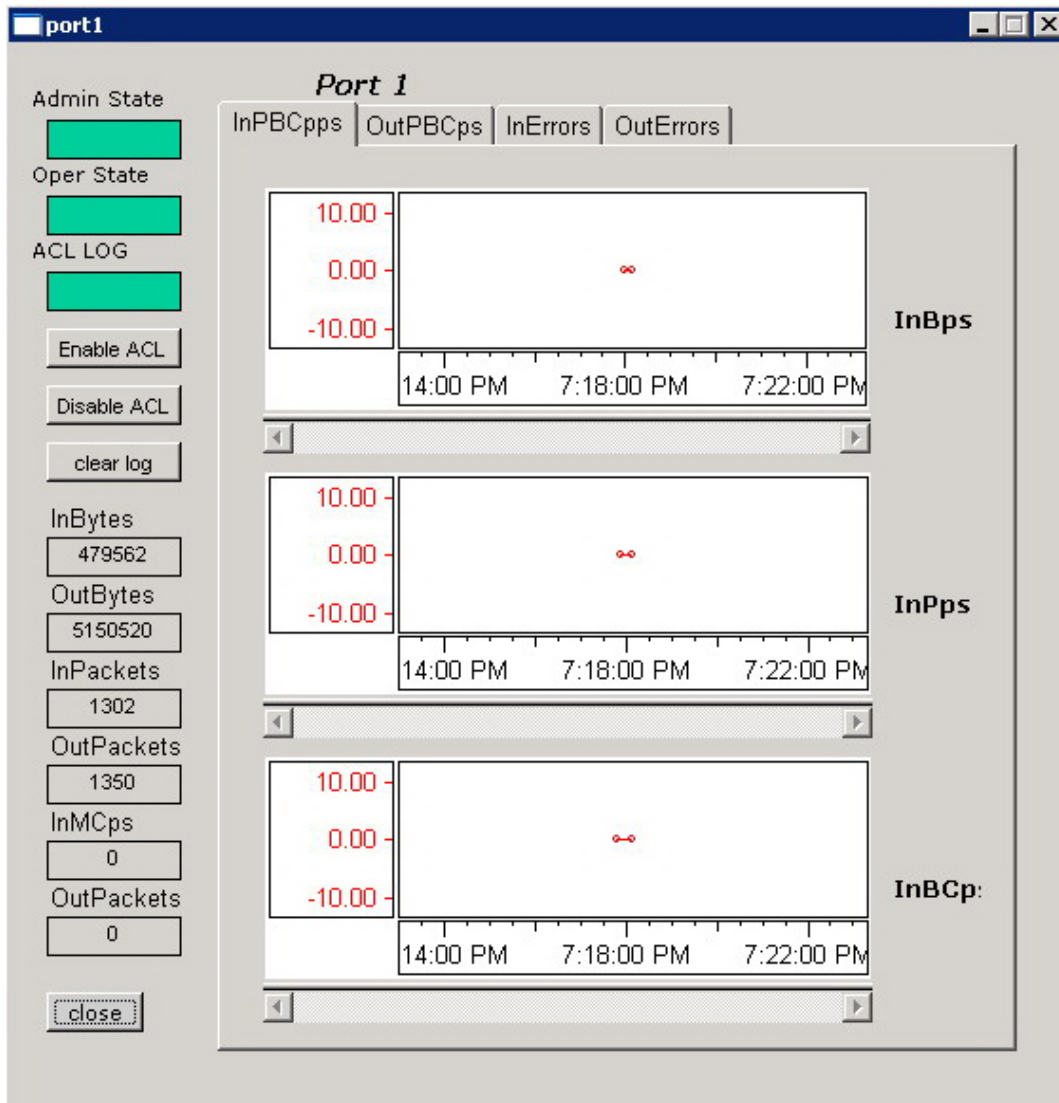 port1
Port 1
Admin State
Oper State
ACL LOG
Enable ACL
Disable ACL
clear log
InBytes
479562
OutBytes
5150520
InPackets
1302
OutPackets
1350
InMCps
0
OutPackets
0
close
InPBCpps OutPBCps InErrors OutErrors
10.00
0.00
-10.00
14:00 PM 7:18:00 PM 7:22:00 PM
InBps
10.00
0.00
-10.00
14:00 PM 7:18:00 PM 7:22:00 PM
InPps
10.00
0.00
-10.00
14:00 PM 7:18:00 PM 7:22:00 PM
InBCp